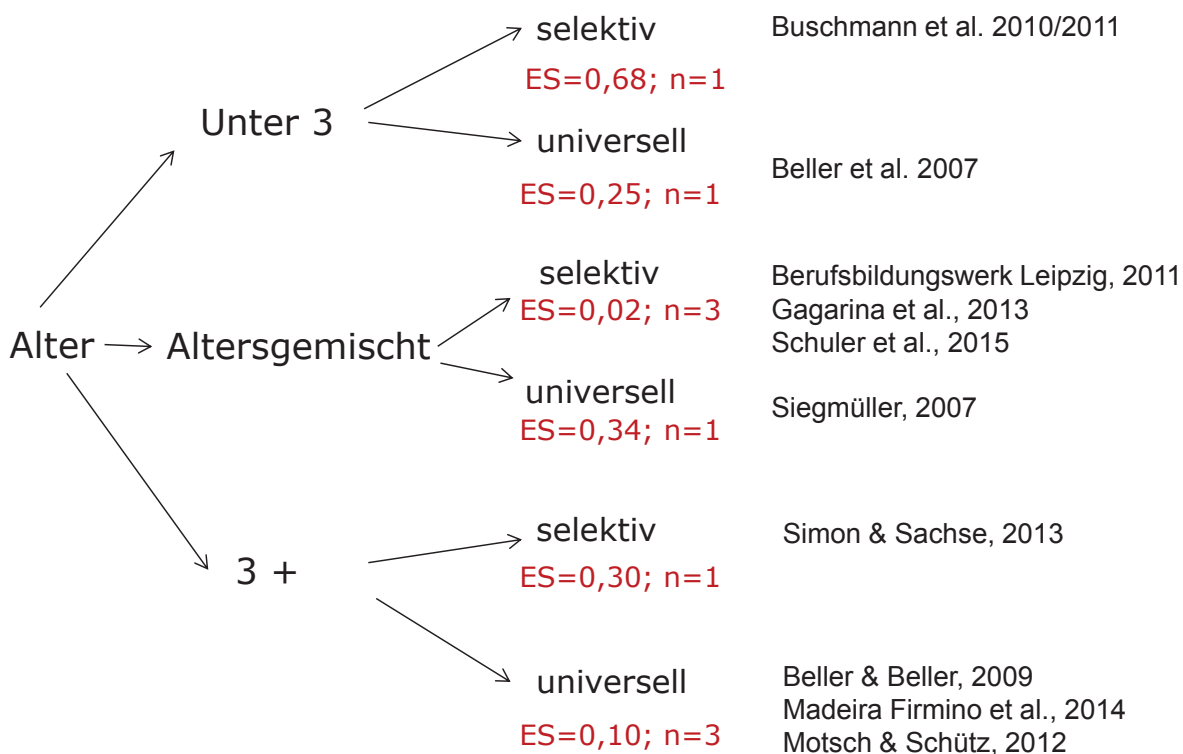 selektiv
Buschmann et al. 2010/2011
ES=0,68; n=1
Unter 3
universell
Beller et al. 2007
ES=0,25; n=1
selektiv
Berufsbildungswerk Leipzig, 2011
ES=0,02; n=3
Gagarina et al., 2013
Schuler et al., 2015
Alter
Altersgemischt
universell
Siegmüller, 2007
ES=0,34; n=1
selektiv
Simon & Sachse, 2013
3 +
ES=0,30; n=1
universell
Beller & Beller, 2009
Madeira Firmino et al., 2014
ES=0,10; n=3
Motsch & Schütz, 2012